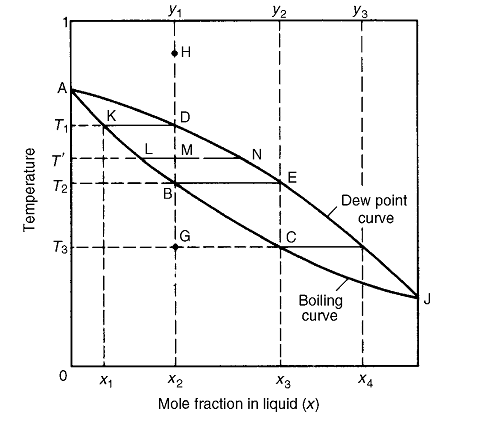 1
y1 y2 y3
H
A
K D
T1
L M N
T′
T2
B E
Dew point
curve
G C
T3
Boiling
curve
J
0
x1 x2 x3 x4
Temperature
Mole fraction in liquid (x)